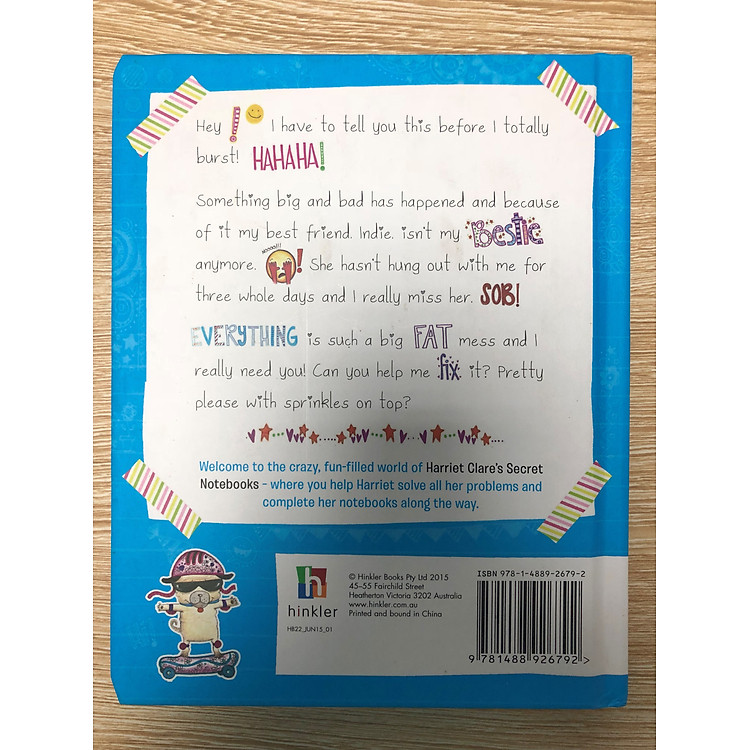 Hey ! I have to tell you this before I totally
burst! HAHAHA!
Something big and bad has happened and because
of it my best friend. Indie. isn't my Bestie
anymore. nooooo!!! ! She hasn't hung out with me for
three whole days and I really miss her. SOB!
EVERYTHING is such a big FAT mess and I
really need you! Can you help me fix it? Pretty
please with sprinkles on top?
Welcome to the crazy, fun-filled world of Harriet Clare's Secret
Notebooks - where you help Harriet solve all her problems and
complete her notebooks along the way.
h
hinkler
HB22_JUN15_01
© Hinkler Books Pty Ltd 2015
45–55 Fairchild Street
Heatherton Victoria 3202 Australia
www.hinkler.com.au
Printed and bound in China
ISBN 978-1-4889-2679-2
9 781488 926792 >